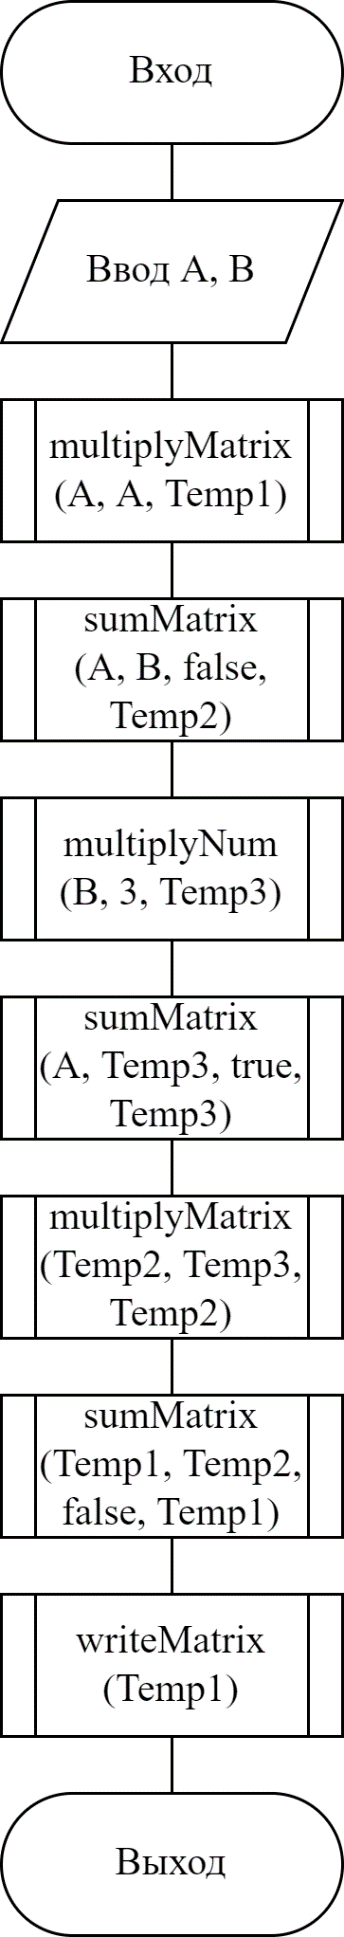 Вход
Ввод A, B
multiplyMatrix
(A, A, Temp1)
sumMatrix
(A, B, false,
Temp2)
multiplyNum
(B, 3, Temp3)
sumMatrix
(A, Temp3, true,
Temp3)
multiplyMatrix
(Temp2, Temp3,
Temp2)
sumMatrix
(Temp1, Temp2,
false, Temp1)
writeMatrix
(Temp1)
Выход